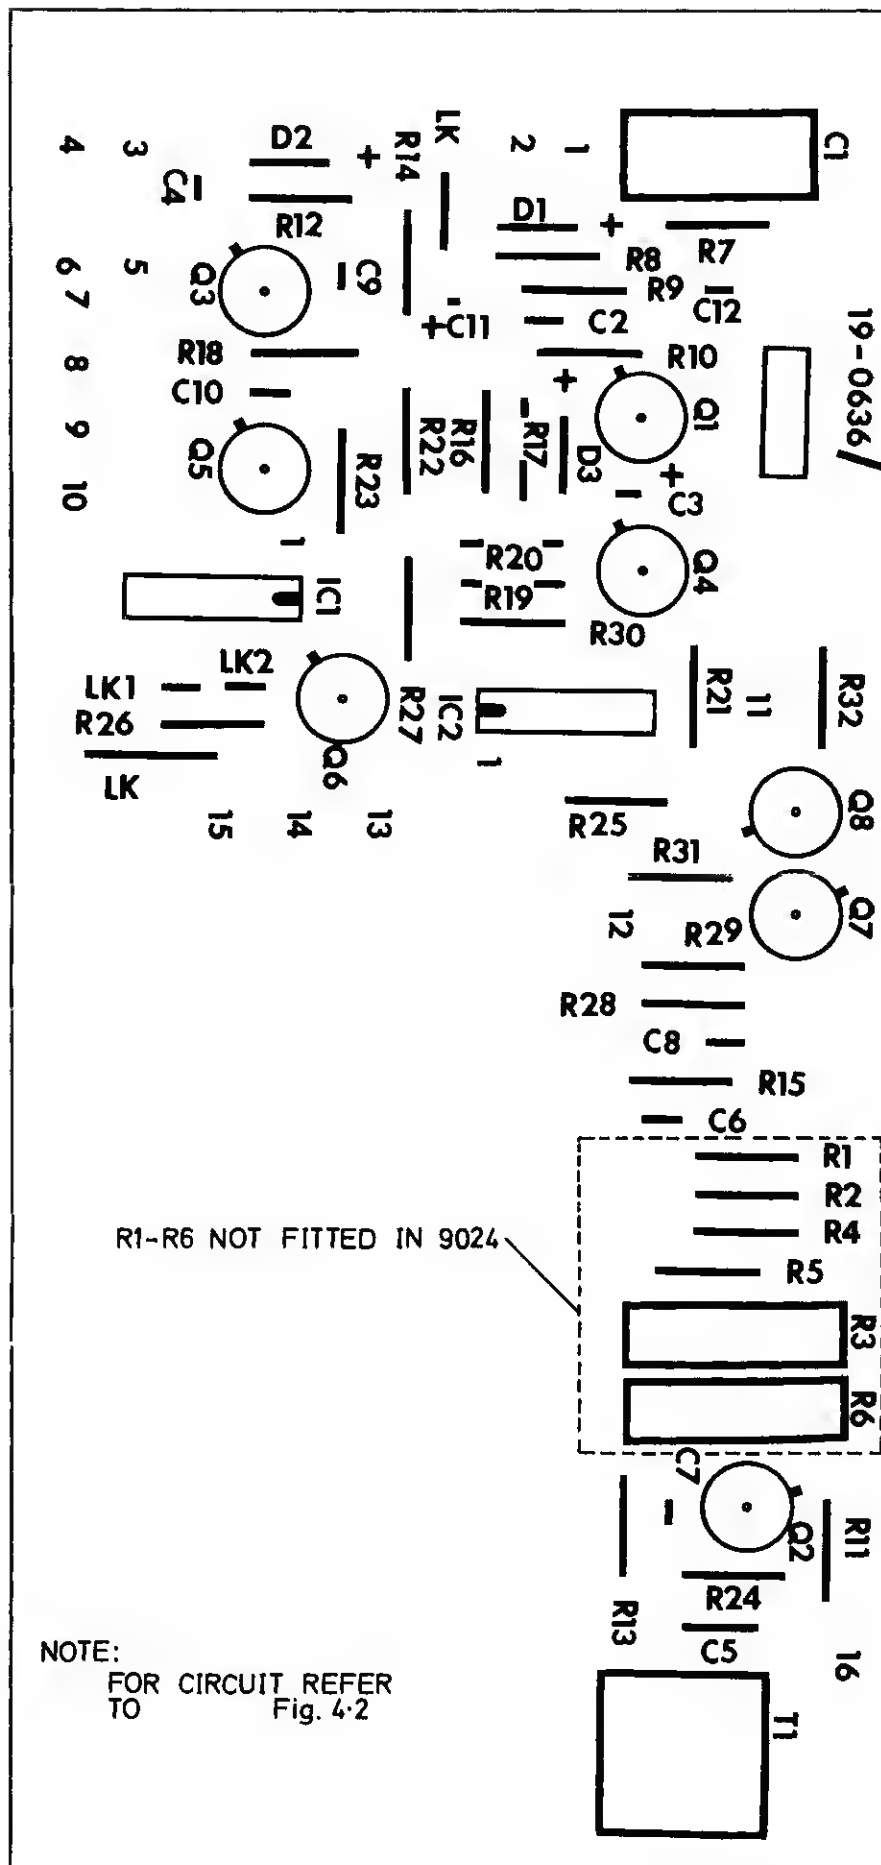 4
3
D2
+
R14
LK
2
1
C1
C4
R12
D1
+
R7
6
5
Q3
C9
R8
7
R9
C12
+
C11
C2
19-0636/
8
R18
R10
C10
+
Q1
9
Q5
R23
R22
R16
R17
D3
+
10
C3
1
R20
Q4
IC1
R19
R30
LK2
LK1
R27
IC2
R21
11
R32
R26
Q6
1
LK
15
14
13
R25
Q8
R31
12
R29
Q7
R28
C8
R15
C6
R1
R2
R1-R6 NOT FITTED IN 9024
R4
R5
R3
R6
C7
Q2
R11
R24
R13
C5
16
NOTE:
FOR CIRCUIT REFER
TO Fig. 4·2
T1